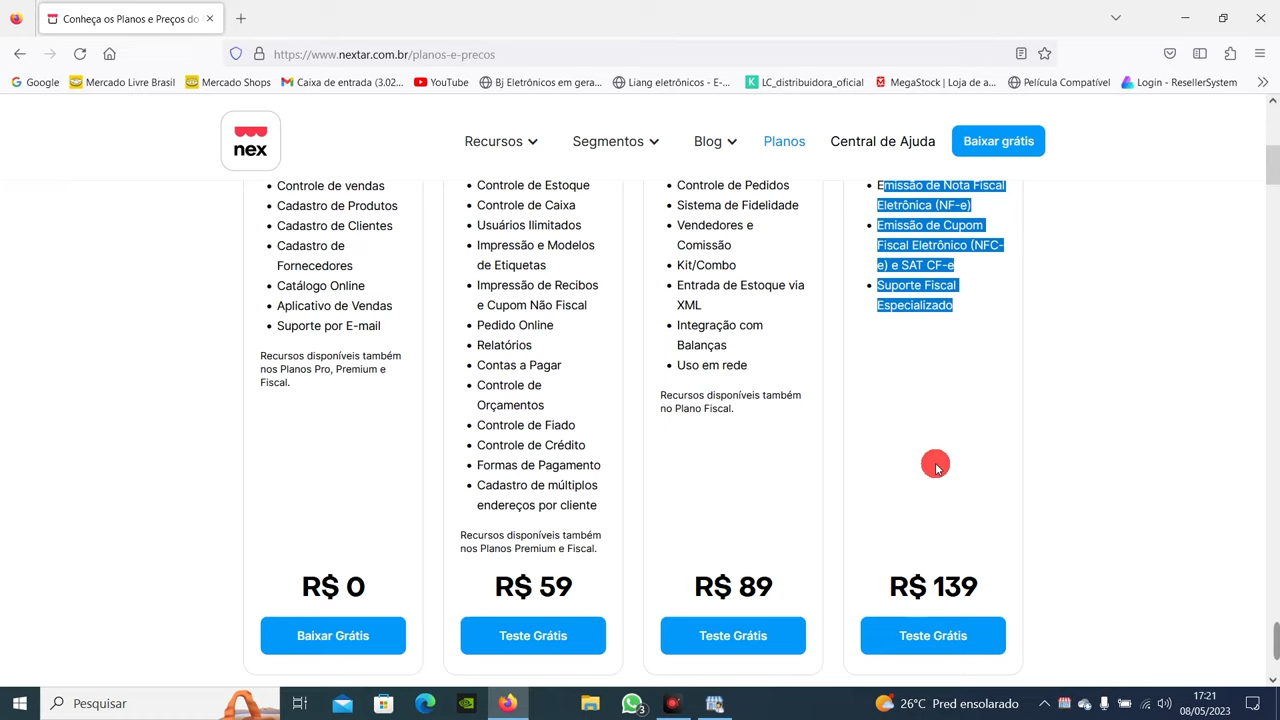 Conheça os Planos e Preços do
https://www.nextar.com.br/planos-e-precos
Google
Mercado Livre Brasil
Mercado Shops
Caixa de entrada (3.02...
YouTube
Bj Eletrônicos em gera...
Liang eletrônicos - E-...
LC_distribuidora_oficial
MegaStock | Loja de a...
Película Compatível
Login - ResellerSystem
nex
Recursos
Segmentos
Blog
Planos
Central de Ajuda
Baixar grátis
Controle de vendas
Cadastro de Produtos
Cadastro de Clientes
Cadastro de
Fornecedores
Catálogo Online
Aplicativo de Vendas
Suporte por E-mail
Recursos disponíveis também
nos Planos Pro, Premium e
Fiscal.
R$ 0
Baixar Grátis
Controle de Estoque
Controle de Caixa
Usuários Ilimitados
Impressão e Modelos
de Etiquetas
Impressão de Recibos
e Cupom Não Fiscal
Pedido Online
Relatórios
Contas a Pagar
Controle de
Orçamentos
Controle de Fiado
Controle de Crédito
Formas de Pagamento
Cadastro de múltiplos
endereços por cliente
Recursos disponíveis também
nos Planos Premium e Fiscal.
R$ 59
Teste Grátis
Controle de Pedidos
Sistema de Fidelidade
Vendedores e
Comissão
Kit/Combo
Entrada de Estoque via
XML
Integração com
Balanças
Uso em rede
Recursos disponíveis também
no Plano Fiscal.
R$ 89
Teste Grátis
Emissão de Nota Fiscal
Eletrônica (NF-e)
Emissão de Cupom
Fiscal Eletrônico (NFC-
e) e SAT CF-e
Suporte Fiscal
Especializado
R$ 139
Teste Grátis
Pesquisar
3
26°C Pred ensolarado
17:21
08/05/2023